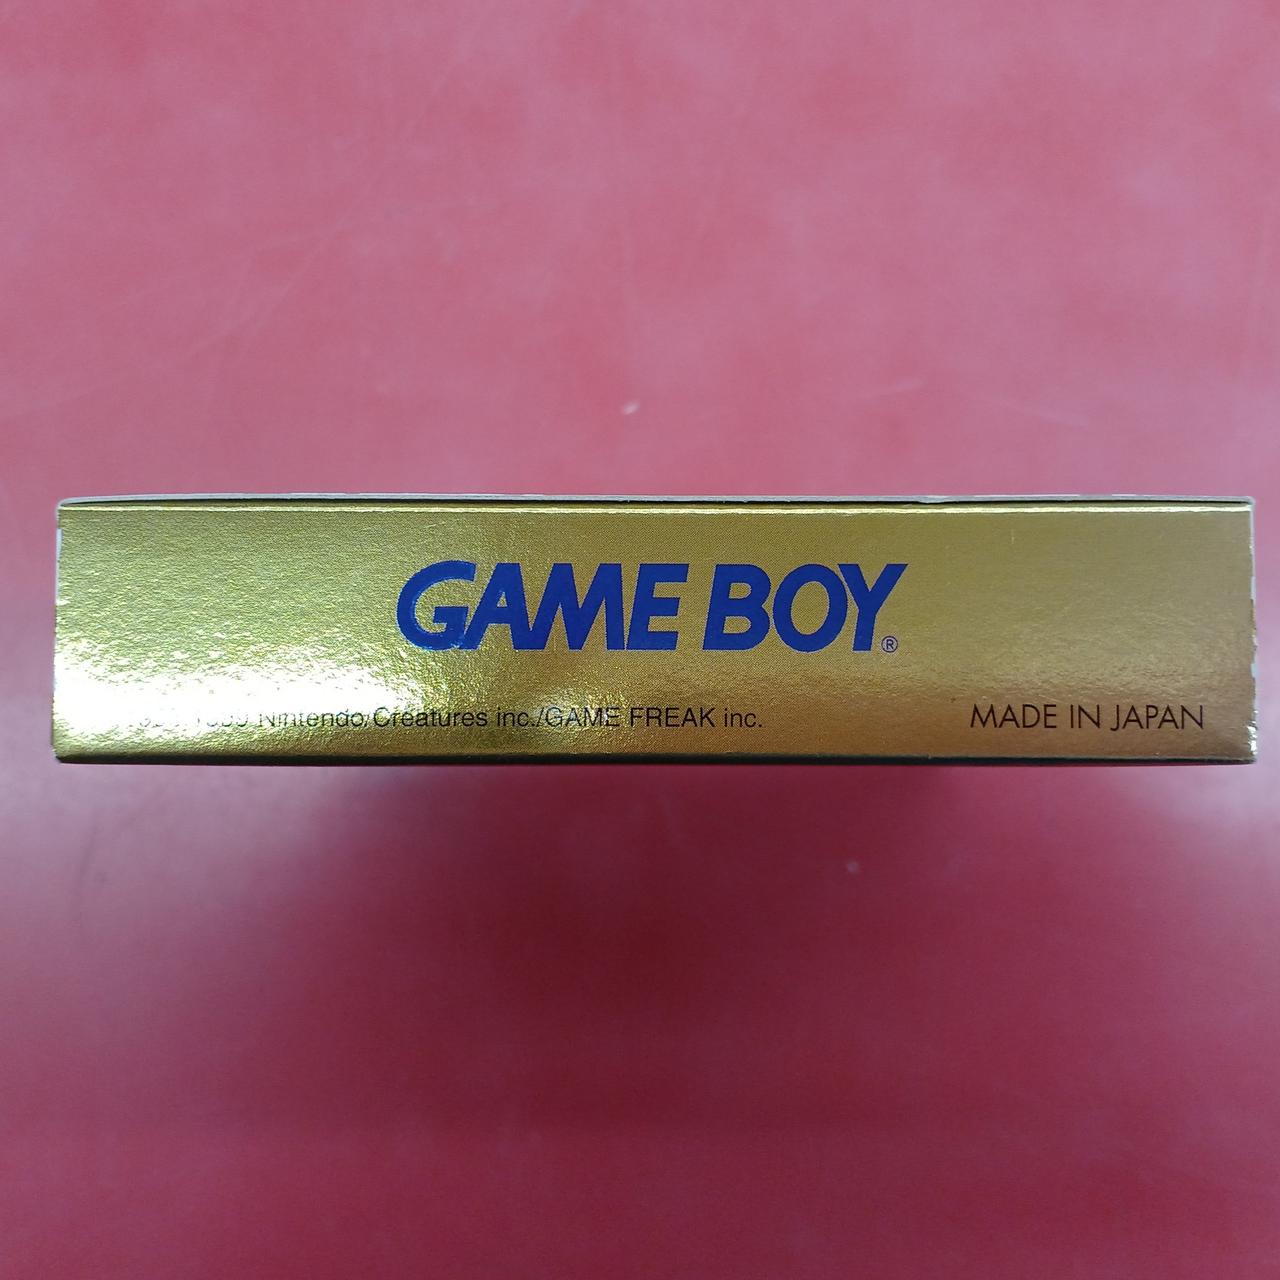 GAME BOY®
Nintendo/Creatures inc./GAME FREAK inc.
MADE IN JAPAN